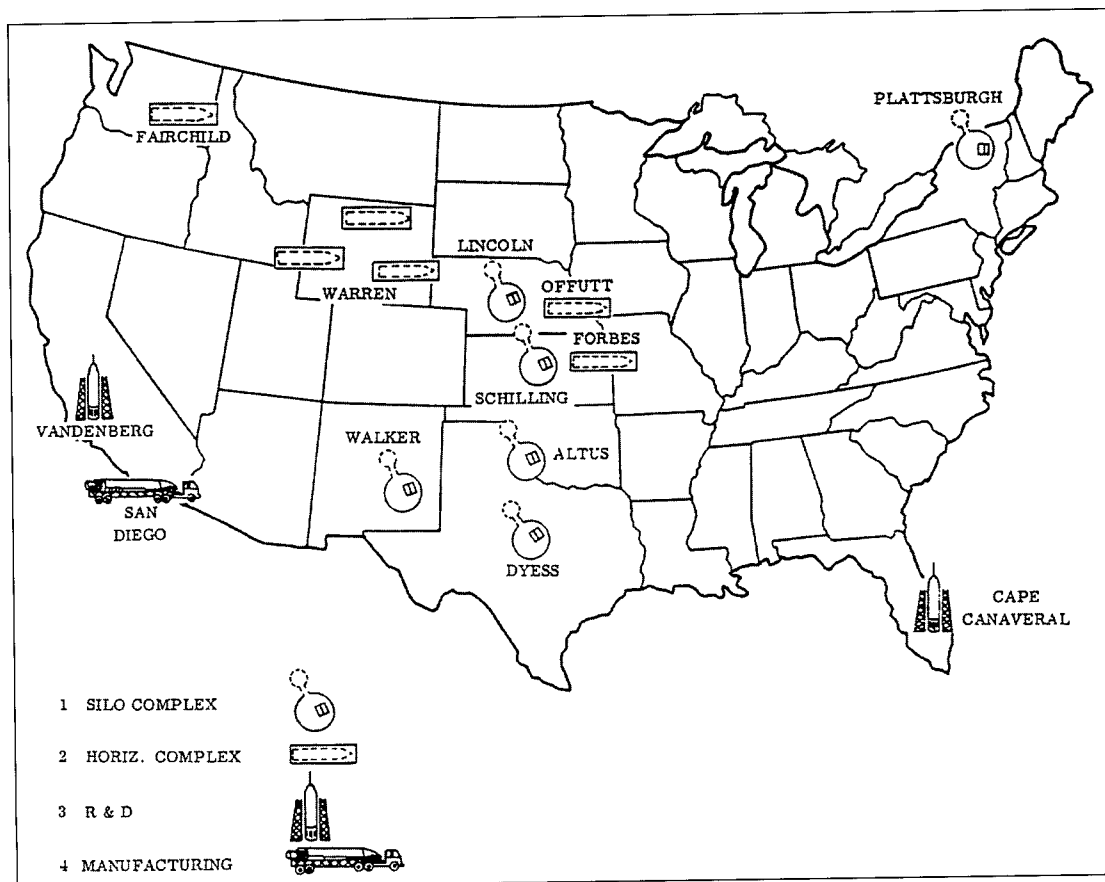 PLATTSBURGH
FAIRCHILD
LINCOLN
OFFUTT
WARREN
FORBES
SCHILLING
VANDENBERG
WALKER
ALTUS
SAN
DIEGO
DYESS
CAPE
CANAVERAL
1 SILO COMPLEX
2 HORIZ. COMPLEX
3 R & D
4 MANUFACTURING